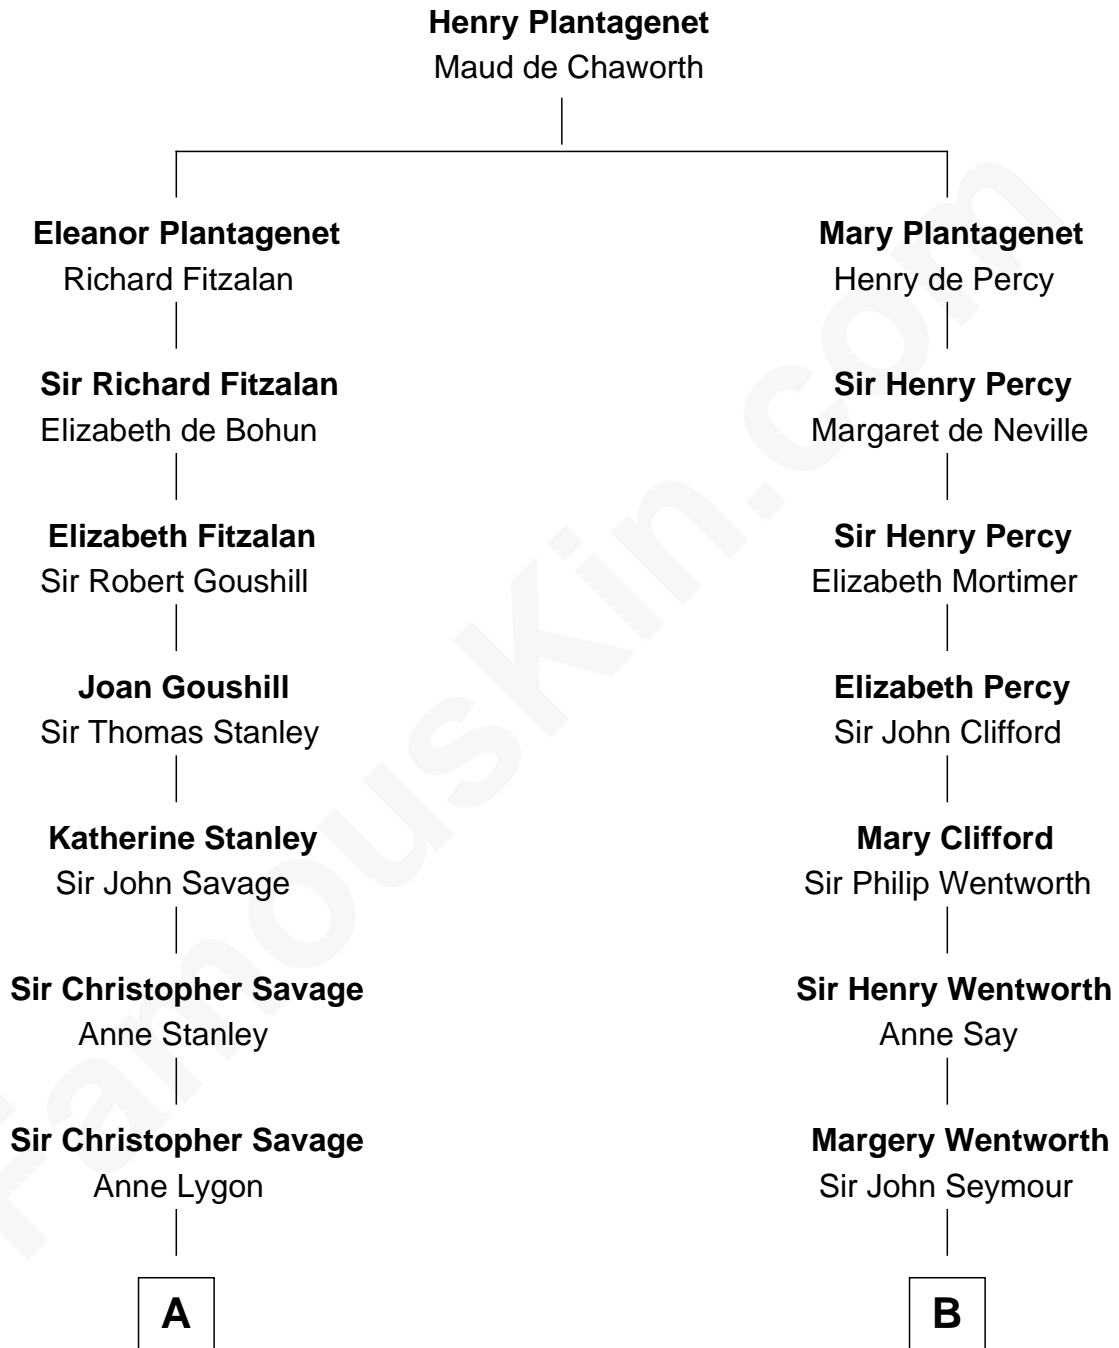 Henry Plantagenet
Maud de Chaworth
Eleanor Plantagenet
Richard Fitzalan
Mary Plantagenet
Henry de Percy
Sir Richard Fitzalan
Elizabeth de Bohun
Sir Henry Percy
Margaret de Neville
Elizabeth Fitzalan
Sir Robert Goushill
Sir Henry Percy
Elizabeth Mortimer
Joan Goushill
Sir Thomas Stanley
Elizabeth Percy
Sir John Clifford
Katherine Stanley
Sir John Savage
Mary Clifford
Sir Philip Wentworth
Sir Christopher Savage
Anne Stanley
Sir Henry Wentworth
Anne Say
Sir Christopher Savage
Anne Lygon
Margery Wentworth
Sir John Seymour
A
B
FamousKin.com